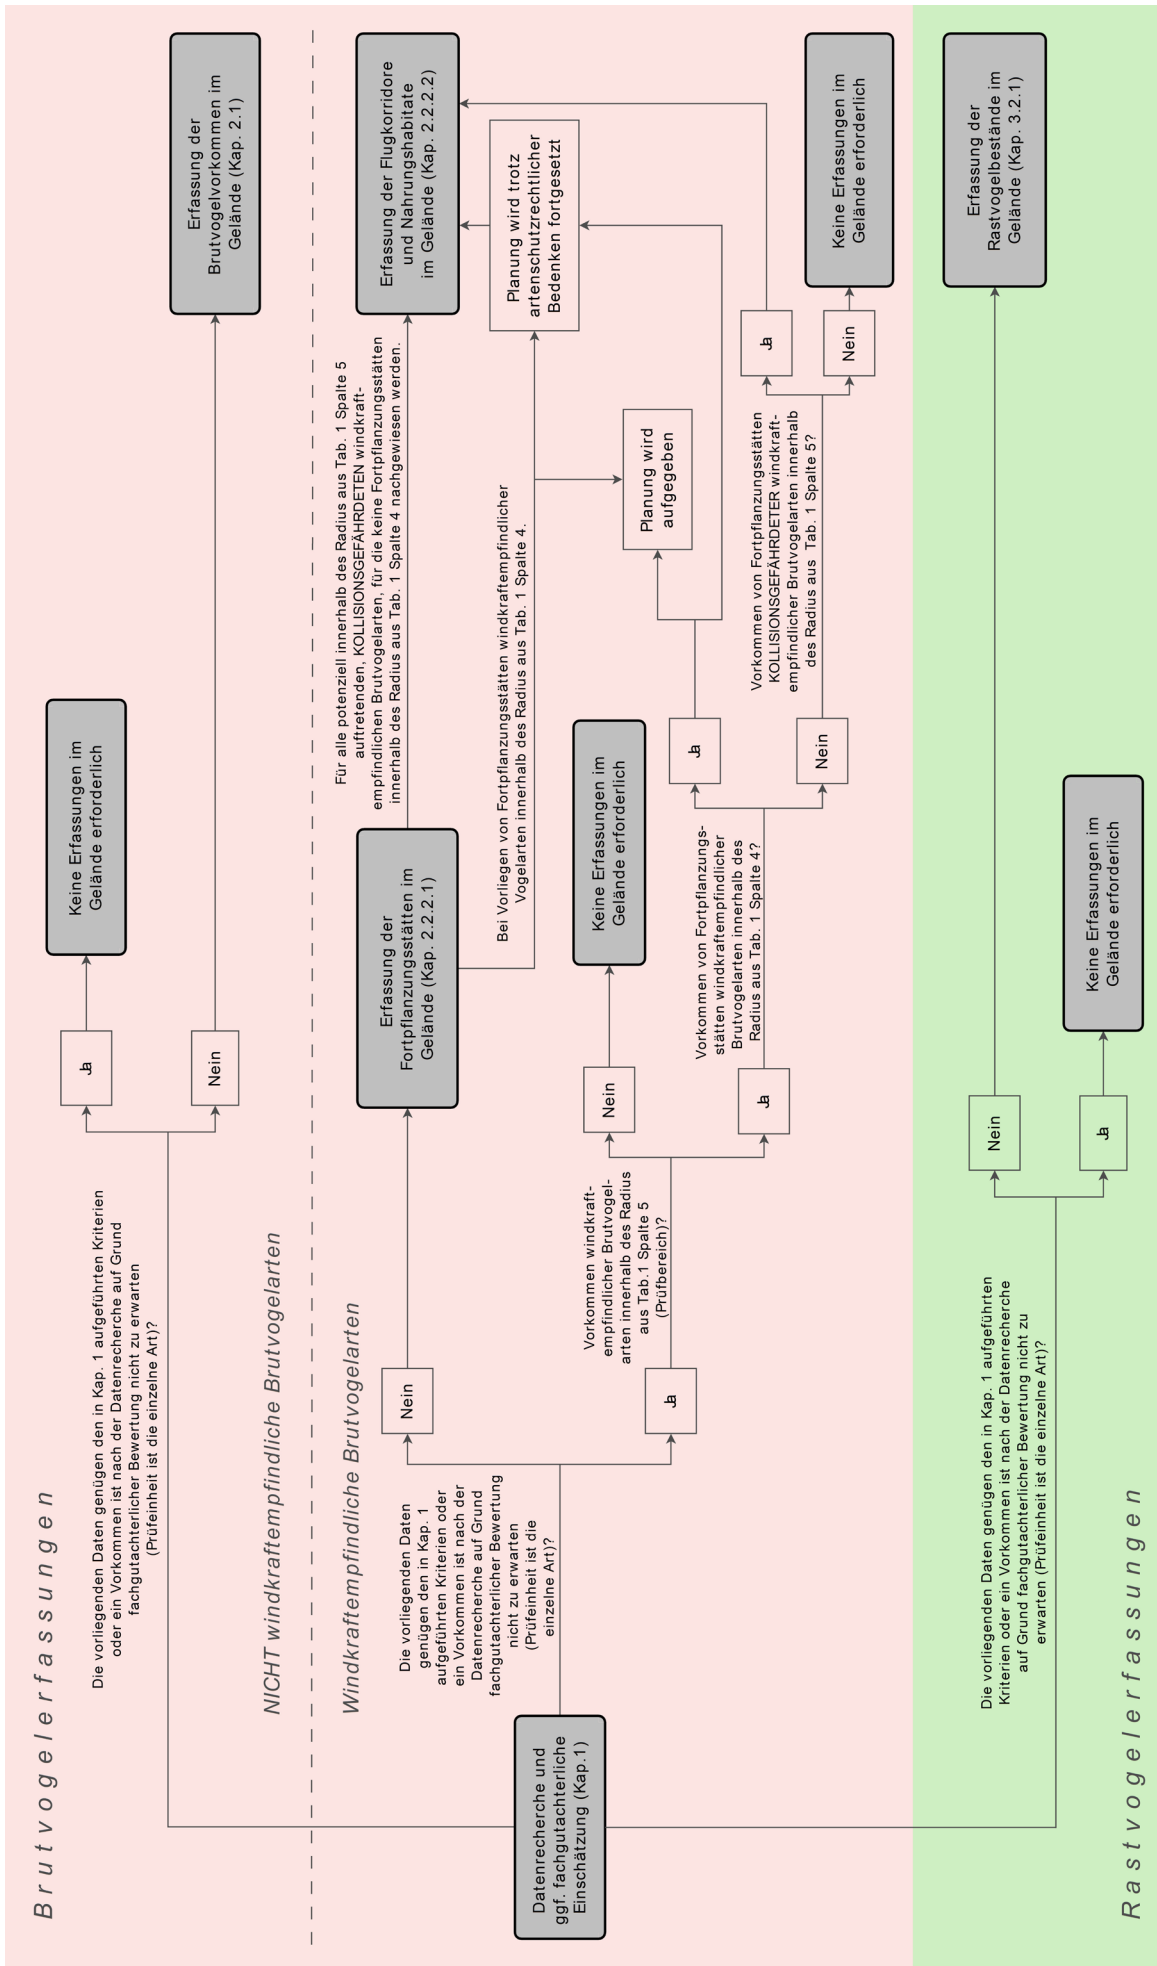 Brutvogelerfassungen
Die vorliegenden Daten genügen den in Kap. 1 aufgeführten Kriterien
oder ein Vorkommen ist nach der Datenrecherche auf Grund
fachgutachterlicher Bewertung nicht zu erwarten
(Prüfeinheit ist die einzelne Art)?
Ja
Keine Erfassungen im
Gelände erforderlich
Nein
Erfassung der
Brutvogelvorkommen im
Gelände (Kap. 2.1)
NICHT windkraftempfindliche Brutvogelarten
Windkraftempfindliche Brutvogelarten
Datenrecherche und
ggf. fachgutachterliche
Einschätzung (Kap.1)
Die vorliegenden Daten
genügen den in Kap. 1
aufgeführten Kriterien oder
ein Vorkommen ist nach der
Datenrecherche auf Grund
fachgutachterlicher Bewertung
nicht zu erwarten
(Prüfeinheit ist die
einzelne Art)?
Nein
Erfassung der
Fortpflanzungsstätten im
Gelände (Kap. 2.2.2.1)
Für alle potenziell innerhalb des Radius aus Tab. 1 Spalte 5
auftretenden, KOLLISIONSGEFÄHRDETEN windkraft-
empfindlichen Brutvogelarten, für die keine Fortpflanzungsstätten
innerhalb des Radius aus Tab. 1 Spalte 4 nachgewiesen werden.
Erfassung der Flugkorridore
und Nahrungshabitate
im Gelände (Kap. 2.2.2.2)
Bei Vorliegen von Fortpflanzungsstätten windkraftempfindlicher
Vogelarten innerhalb des Radius aus Tab. 1 Spalte 4.
Planung wird trotz
artenschutzrechtlicher
Bedenken fortgesetzt
Planung wird
aufgegeben
Ja
Vorkommen windkraft-
empfindlicher Brutvogel-
arten innerhalb des Radius
aus Tab.1 Spalte 5
(Prüfbereich)?
Nein
Keine Erfassungen im
Gelände erforderlich
Ja
Vorkommen von Fortpflanzungs-
stätten windkraftempfindlicher
Brutvogelarten innerhalb des
Radius aus Tab. 1 Spalte 4?
Ja
Nein
Vorkommen von Fortpflanzungsstätten
KOLLISIONSGEFÄHRDETER windkraft-
empfindlicher Brutvogelarten innerhalb
des Radius aus Tab. 1 Spalte 5?
Ja
Nein
Keine Erfassungen im
Gelände erforderlich
Die vorliegenden Daten genügen den in Kap. 1 aufgeführten
Kriterien oder ein Vorkommen ist nach der Datenrecherche
auf Grund fachgutachterlicher Bewertung nicht zu
erwarten (Prüfeinheit ist die einzelne Art)?
Nein
Erfassung der
Rastvogelbestände im
Gelände (Kap. 3.2.1)
Ja
Keine Erfassungen im
Gelände erforderlich
Rastvogelerfassungen